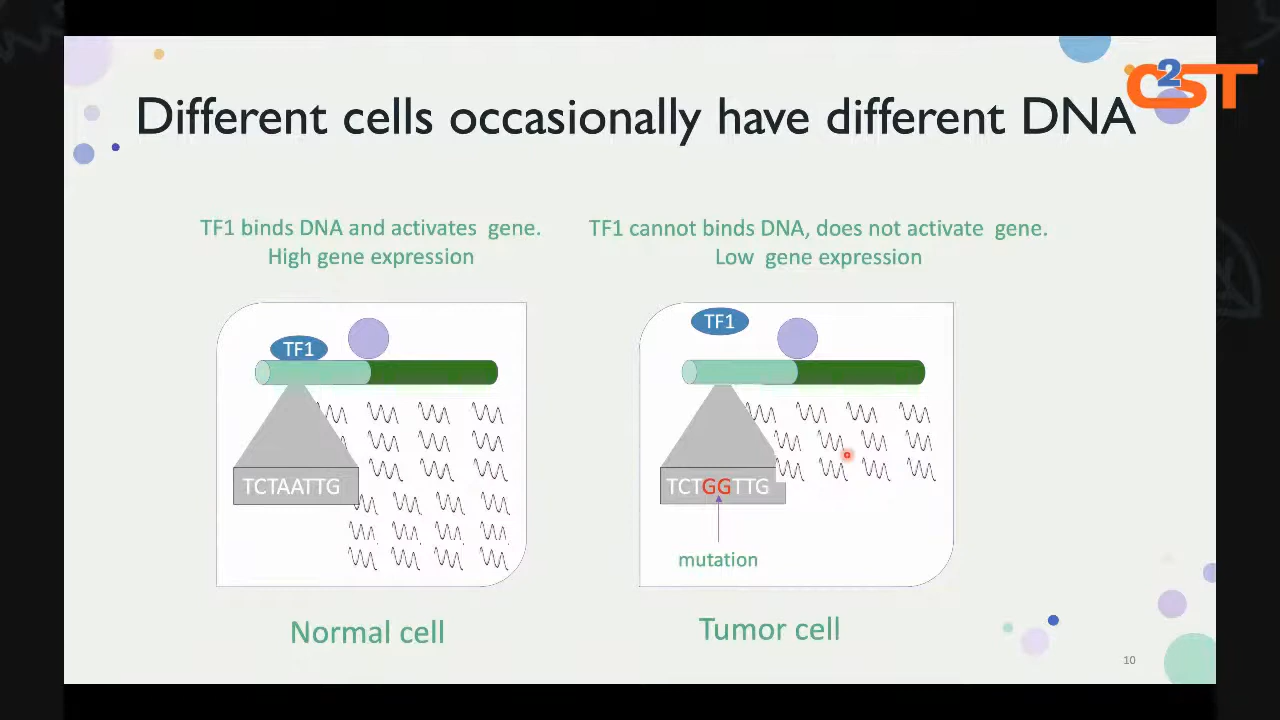 Different cells occasionally have different DNA
C2ST
TF1 binds DNA and activates gene.
High gene expression
TF1 cannot binds DNA, does not activate gene.
Low gene expression
TF1
TF1
TCTAATTG
TCTGGTTG
mutation
Normal cell
Tumor cell
10